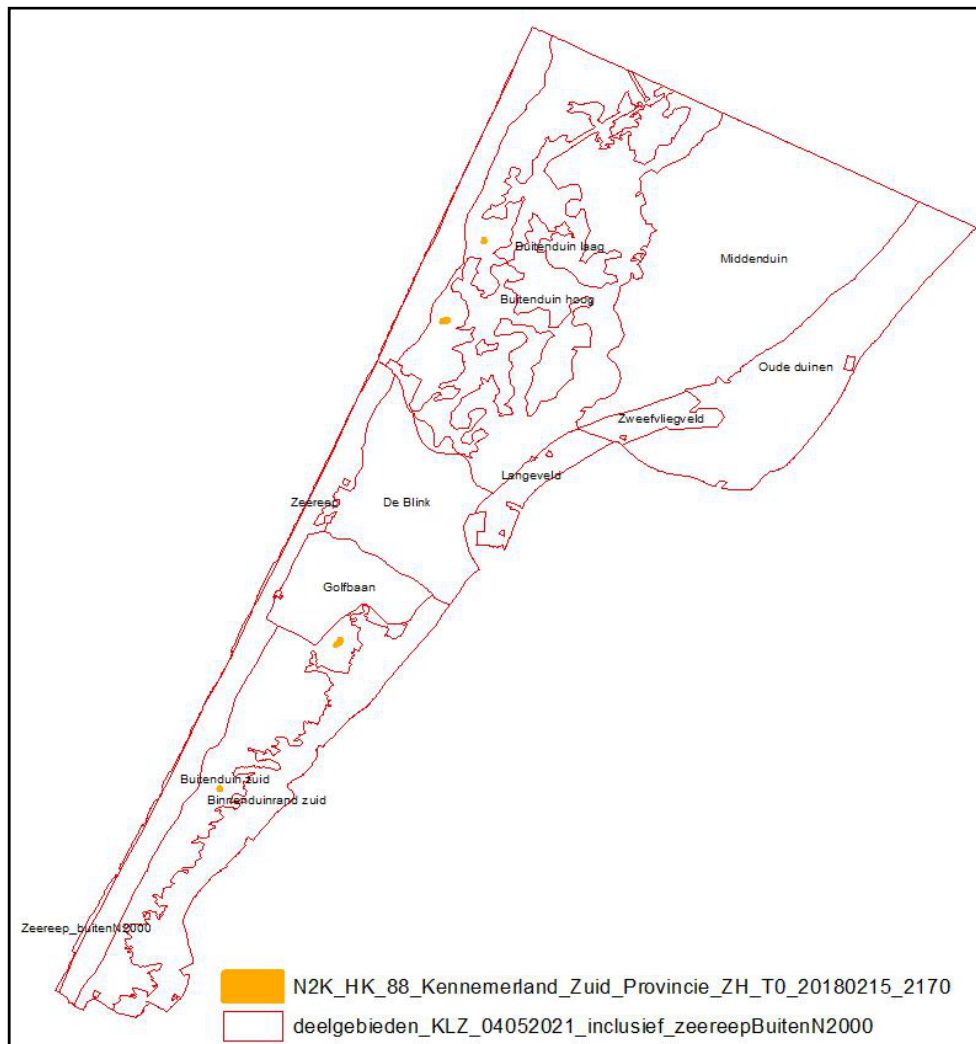 Buitenduin laag
Middenduin
Buitenduin hoog
Oude duinen
Zweefvliegveld
Langeveld
Zeereep
De Blink
Golfbaan
Buitenduin zuid
Binnenduinrand zuid
Zeereep_buitenN2000
N2K_HK_88_Kennemerland_Zuid_Provincie_ZH_T0_20180215_2170
deelgebieden_KLZ_04052021_inclusief_zeereepBuitenN2000